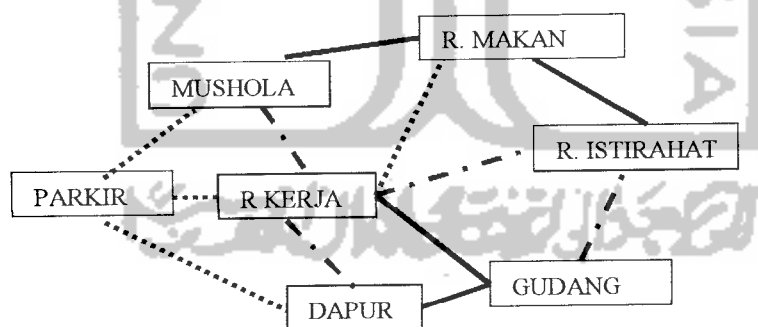 R. MAKAN
MUSHOLA
R. ISTIRAHAT
PARKIR
R KERJA
GUDANG
DAPUR